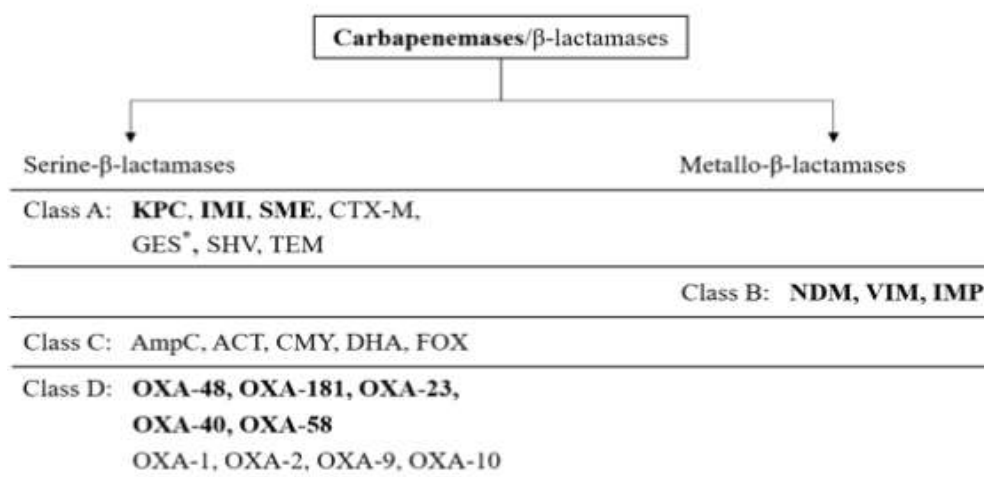 Carbapenemases/β-lactamases
Serine-β-lactamases
Metallo-β-lactamases
Class A: KPC, IMI, SME, CTX-M,
GES*, SHV, TEM
Class B: NDM, VIM, IMP
Class C: AmpC, ACT, CMY, DHA, FOX
Class D: OXA-48, OXA-181, OXA-23,
OXA-40, OXA-58
OXA-1, OXA-2, OXA-9, OXA-10